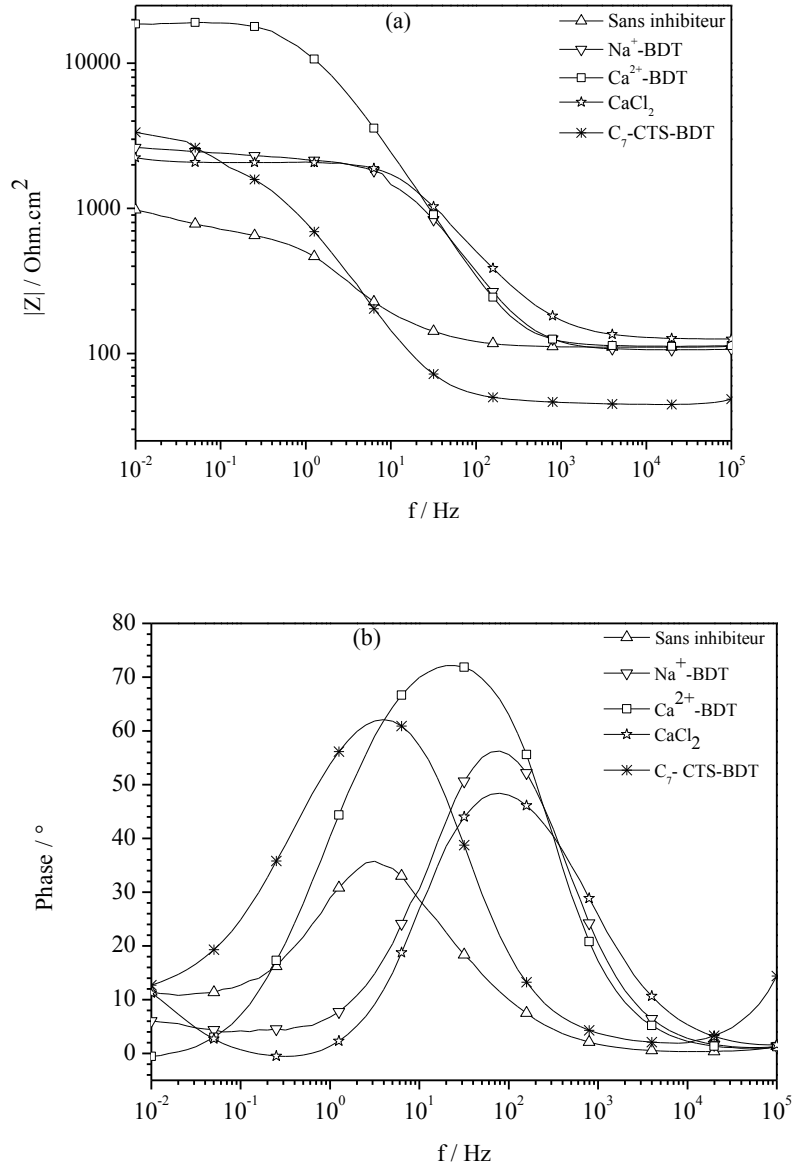 (a)
Sans inhibiteur
Na⁺-BDT
Ca²⁺-BDT
CaCl₂
C₇-CTS-BDT
|Z| / Ohm.cm²
10000
1000
100
10⁻² 10⁻¹ 10⁰ 10¹ 10² 10³ 10⁴ 10⁵
f / Hz
(b)
Sans inhibiteur
Na⁺-BDT
Ca²⁺-BDT
CaCl₂
C₇- CTS-BDT
Phase / °
80
70
60
50
40
30
20
10
0
10⁻² 10⁻¹ 10⁰ 10¹ 10² 10³ 10⁴ 10⁵
f / Hz